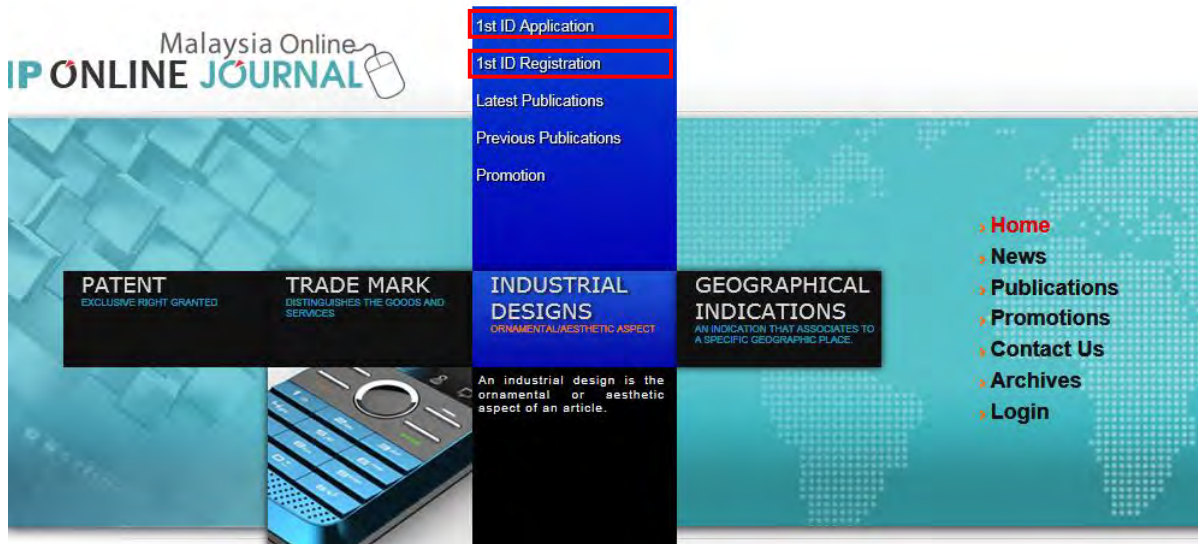 Malaysia Online
IP ONLINE JOURNAL
1st ID Application
1st ID Registration
Latest Publications
Previous Publications
Promotion
PATENT
EXCLUSIVE RIGHT GRANTED
TRADE MARK
DISTINGUISHES THE GOODS AND
SERVICES
INDUSTRIAL
DESIGNS
ORNAMENTAL/AESTHETIC ASPECT
GEOGRAPHICAL
INDICATIONS
AN INDICATION THAT ASSOCIATES TO
A SPECIFIC GEOGRAPHIC PLACE.
An industrial design is the
ornamental or aesthetic
aspect of an article.
Home
News
Publications
Promotions
Contact Us
Archives
Login